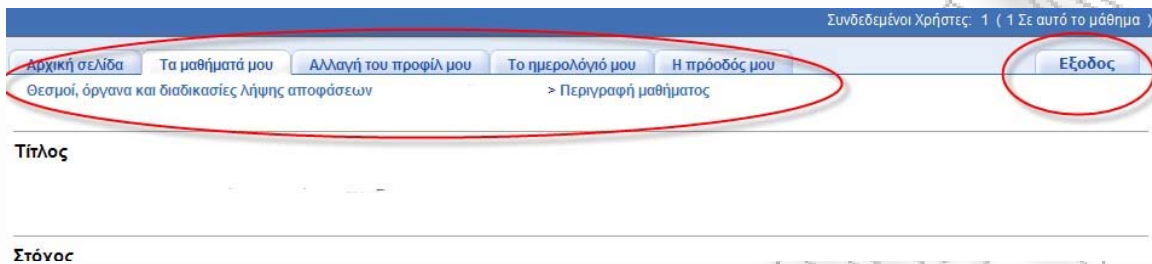 Συνδεδεμένοι Χρήστες: 1 ( 1 Σε αυτό το μάθημα )
Αρχική σελίδα Τα μαθήματά μου Αλλαγή του προφίλ μου Το ημερολόγιό μου Η πρόοδός μου Εξοδος
Θεσμοί, όργανα και διαδικασίες λήψης αποφάσεων > Περιγραφή μαθήματος
Τίτλος
Στόχος